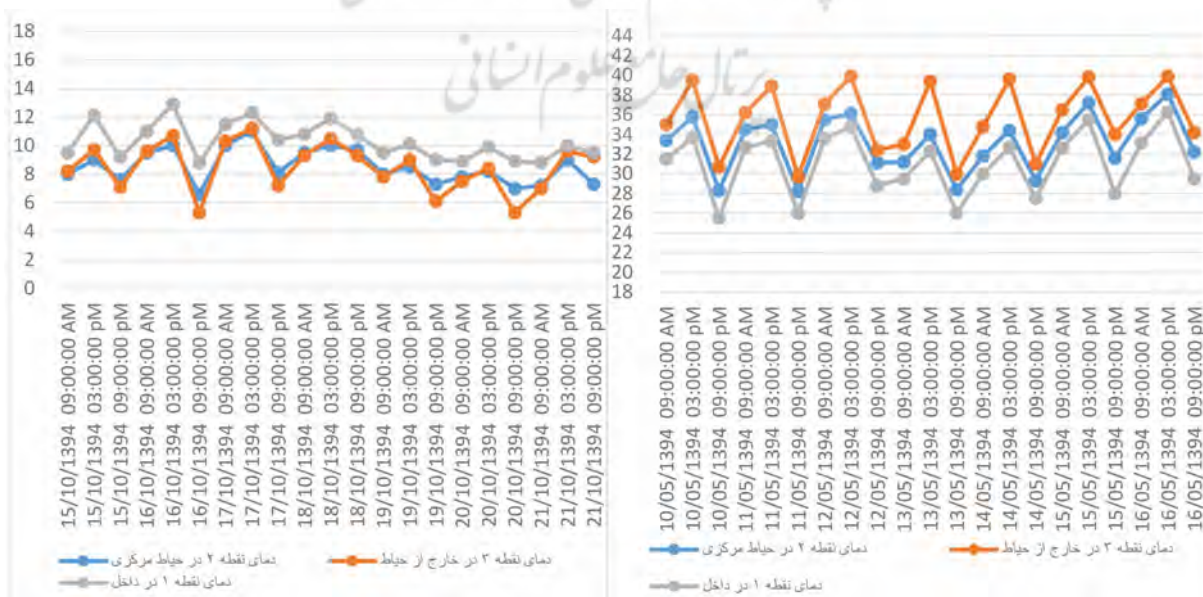 پرتال جامع علوم انسانی
18
16
14
12
10
8
6
4
2
0
15/10/1394 09:00:00 AM
15/10/1394 03:00:00 pM
15/10/1394 09:00:00 pM
16/10/1394 09:00:00 AM
16/10/1394 03:00:00 pM
16/10/1394 09:00:00 pM
17/10/1394 09:00:00 AM
17/10/1394 03:00:00 pM
17/10/1394 09:00:00 pM
18/10/1394 09:00:00 AM
18/10/1394 03:00:00 pM
18/10/1394 09:00:00 pM
19/10/1394 09:00:00 AM
19/10/1394 03:00:00 pM
19/10/1394 09:00:00 pM
20/10/1394 09:00:00 AM
20/10/1394 03:00:00 pM
20/10/1394 09:00:00 pM
21/10/1394 09:00:00 AM
21/10/1394 03:00:00 pM
21/10/1394 09:00:00 pM
دمای نقطه ۲ در حیاط مرکزی
دمای نقطه ۳ در خارج از حیاط
دمای نقطه ۱ در داخل
44
42
40
38
36
34
32
30
28
26
24
22
20
18
10/05/1394 09:00:00 AM
10/05/1394 03:00:00 pM
10/05/1394 09:00:00 pM
11/05/1394 09:00:00 AM
11/05/1394 03:00:00 pM
11/05/1394 09:00:00 pM
12/05/1394 09:00:00 AM
12/05/1394 03:00:00 pM
12/05/1394 09:00:00 pM
13/05/1394 09:00:00 AM
13/05/1394 03:00:00 pM
13/05/1394 09:00:00 pM
14/05/1394 09:00:00 AM
14/05/1394 03:00:00 pM
14/05/1394 09:00:00 pM
15/05/1394 09:00:00 AM
15/05/1394 03:00:00 pM
15/05/1394 09:00:00 pM
16/05/1394 09:00:00 AM
16/05/1394 03:00:00 pM
16/05/1394 09:00:00 pM
دمای نقطه ۲ در حیاط مرکزی
دمای نقطه ۳ در خارج از حیاط
دمای نقطه ۱ در داخل